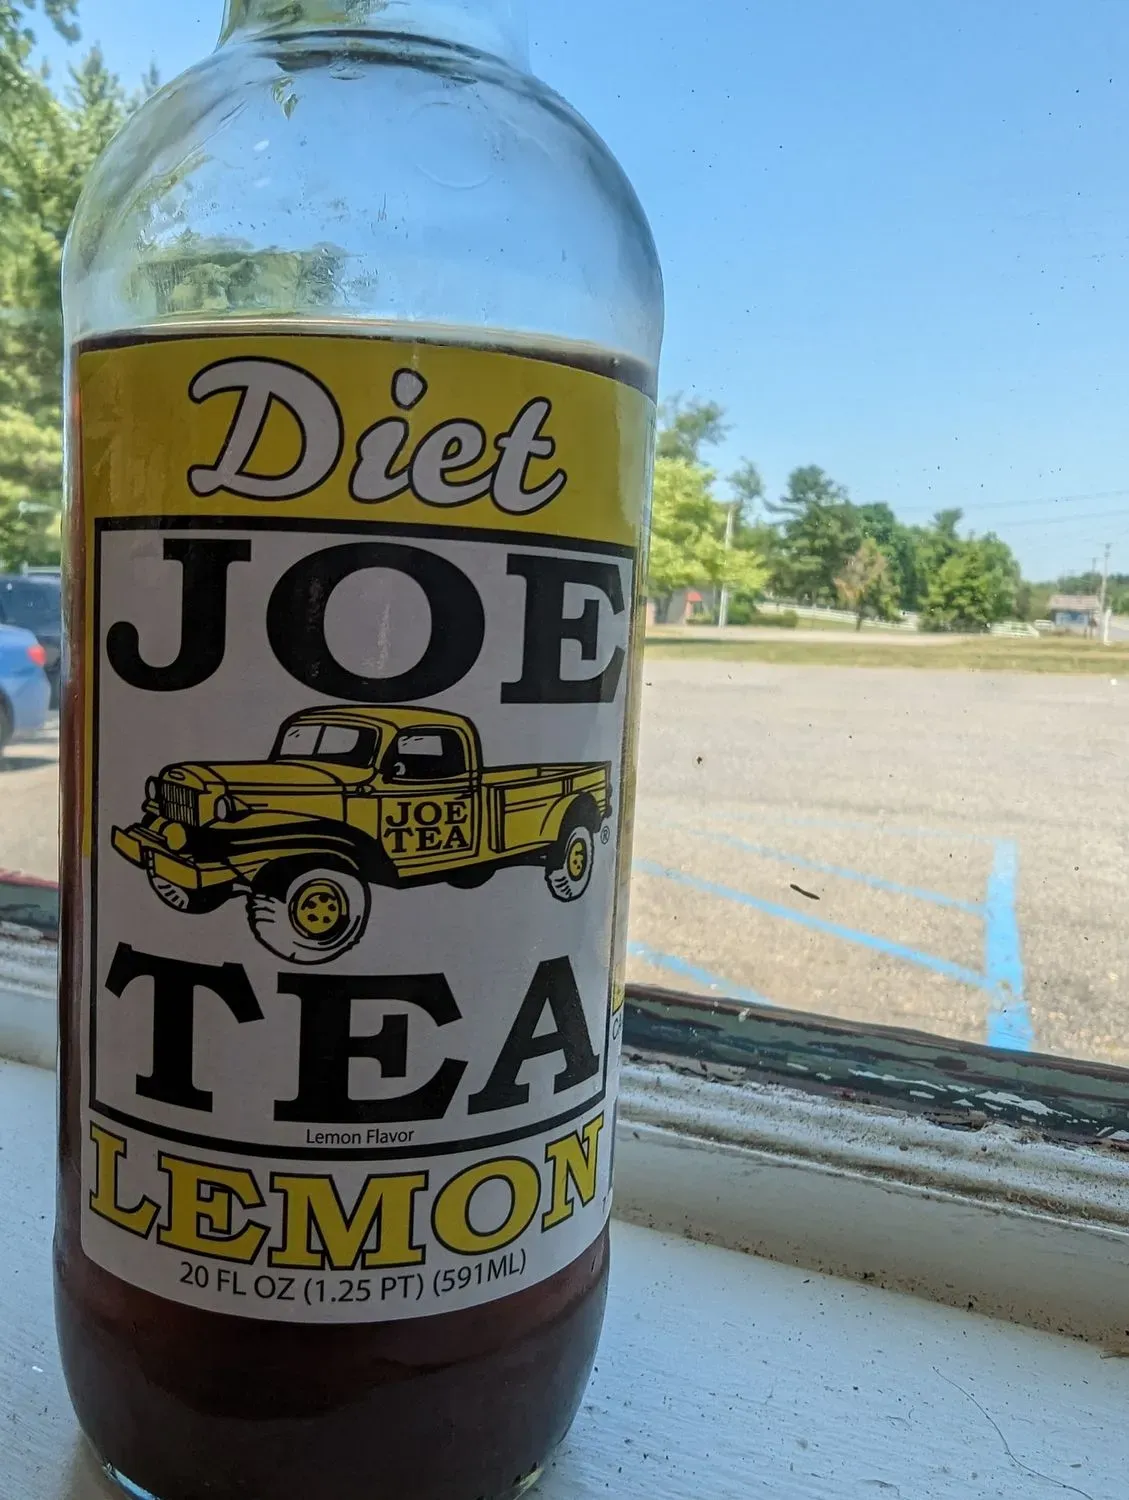 Diet
JOE
JOE
TEA
®
TEA
Lemon Flavor
LEMON
20 FL OZ (1.25 PT) (591ML)